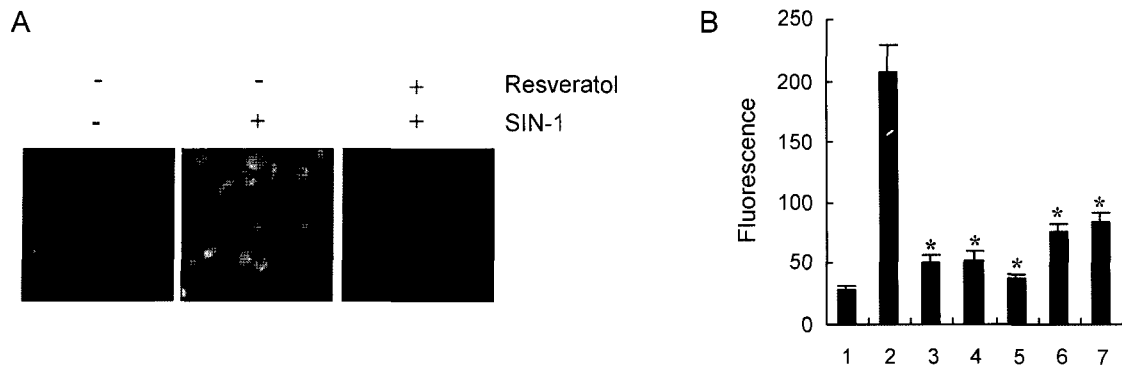 A
- - + Resveratol
- + + SIN-1
B
Fluorescence
250
200
150
100
50
0
* * * * *
1 2 3 4 5 6 7